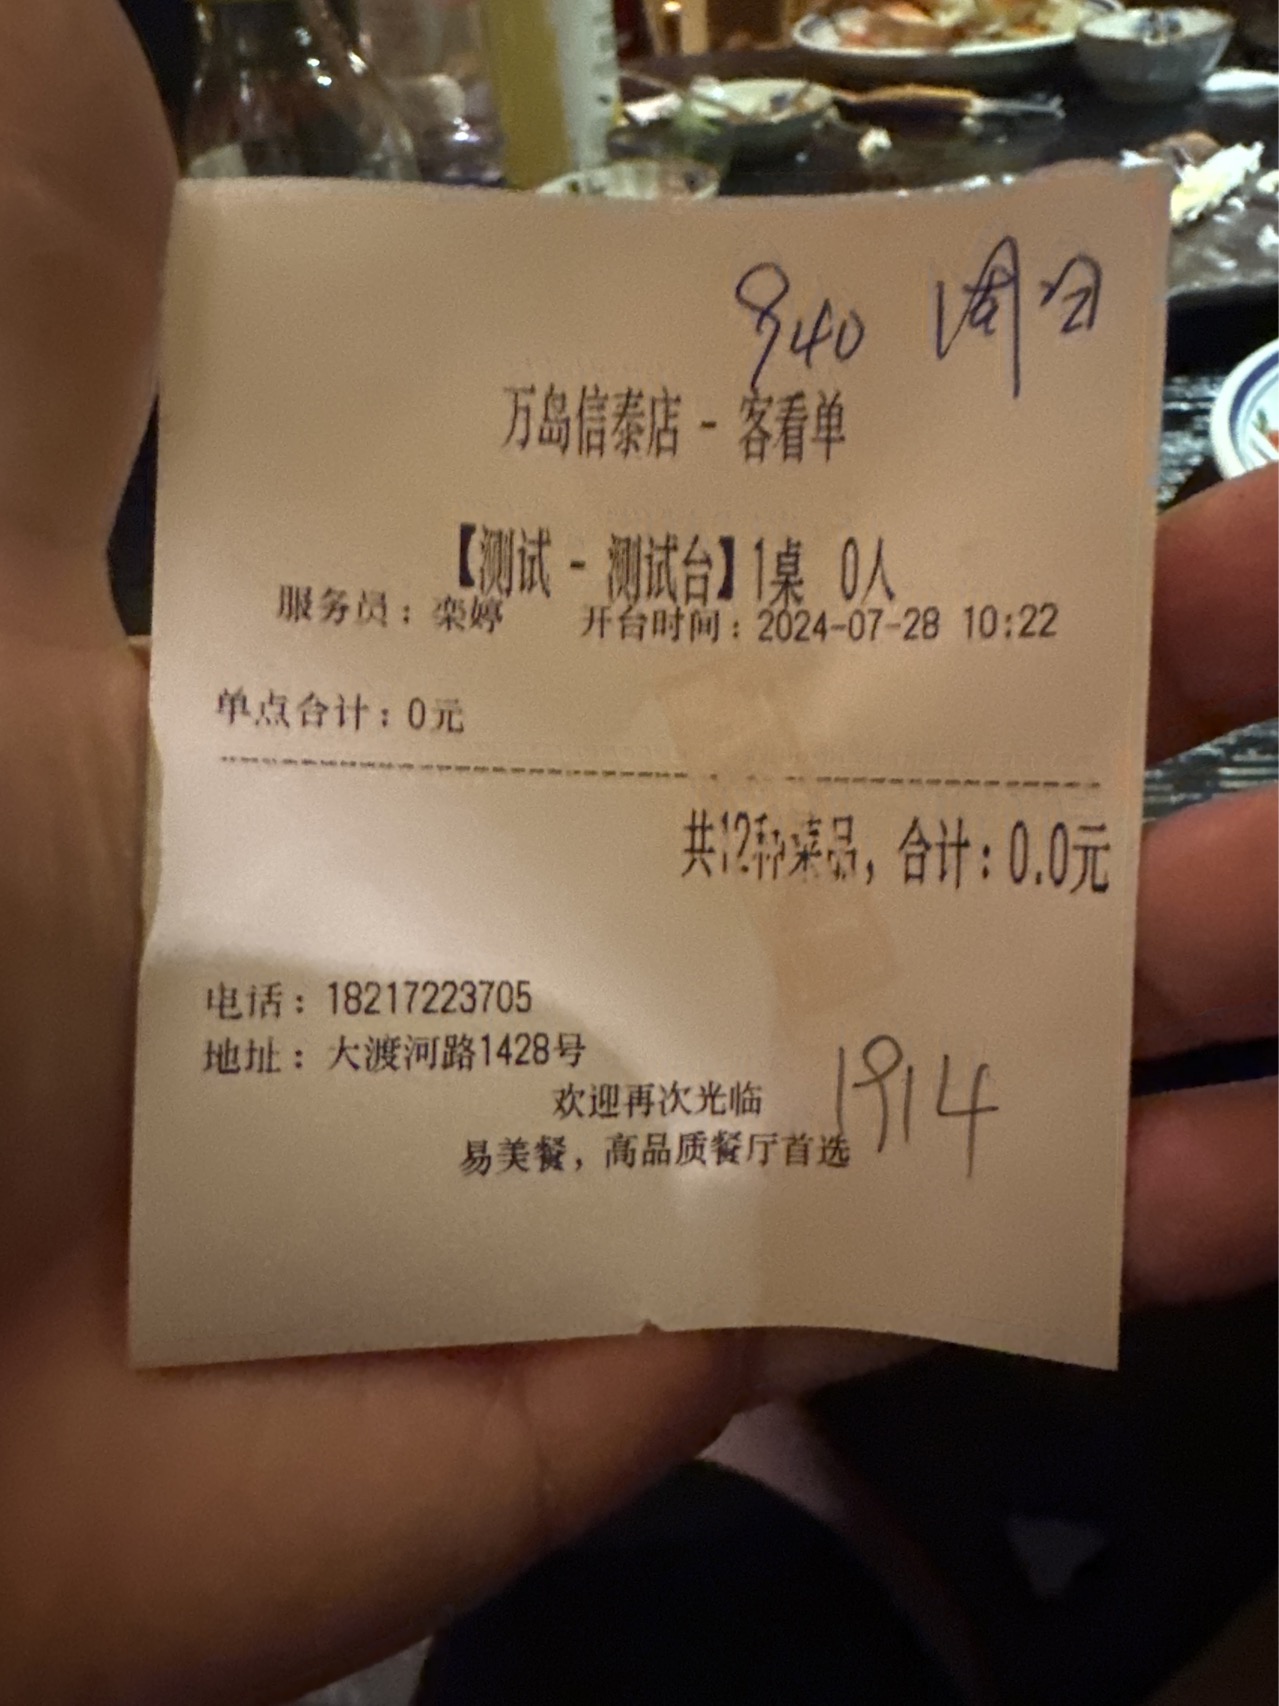 940 周日
万岛信泰店 - 客看单
【测试 - 测试台】1桌 0人
服务员：栾婷 开台时间：2024-07-28 10:22
单点合计：0元
共12种菜品，合计：0.0元
电话：18217223705
地址：大渡河路1428号
欢迎再次光临
1914
易美餐，高品质餐厅首选